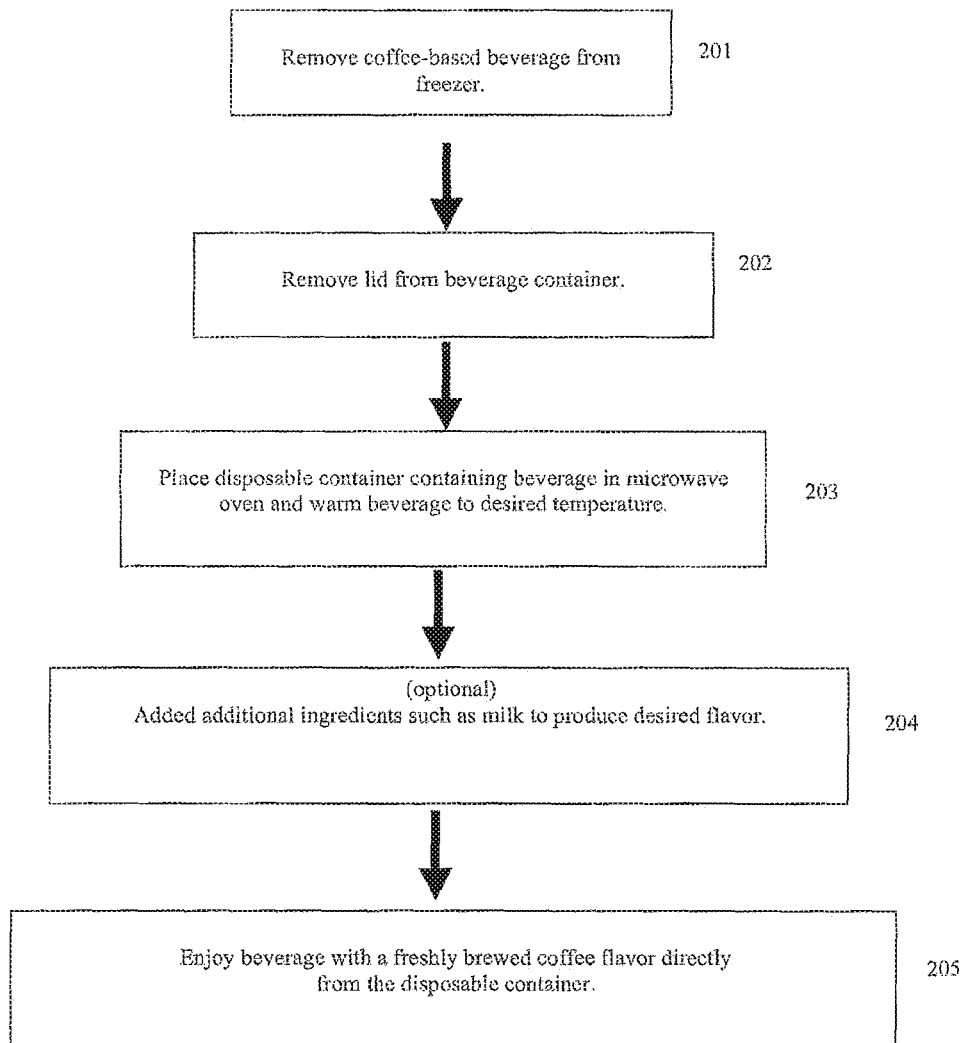 Remove coffee-based beverage from
freezer.
201
Remove lid from beverage container.
202
Place disposable container containing beverage in microwave
oven and warm beverage to desired temperature.
203
(optional)
Added additional ingredients such as milk to produce desired flavor.
204
Enjoy beverage with a freshly brewed coffee flavor directly
from the disposable container.
205